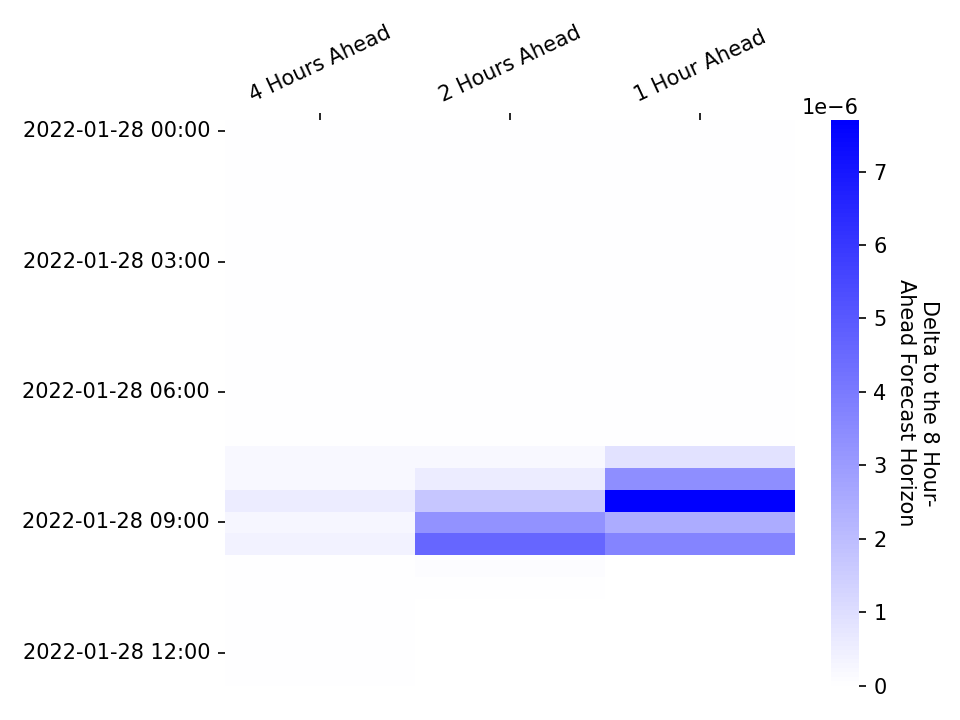 4 Hours Ahead
2 Hours Ahead
1 Hour Ahead
1e−6
2022-01-28 00:00
2022-01-28 03:00
2022-01-28 06:00
2022-01-28 09:00
2022-01-28 12:00
7
6
5
4
3
2
1
0
Delta to the 8 Hour-
Ahead Forecast Horizon